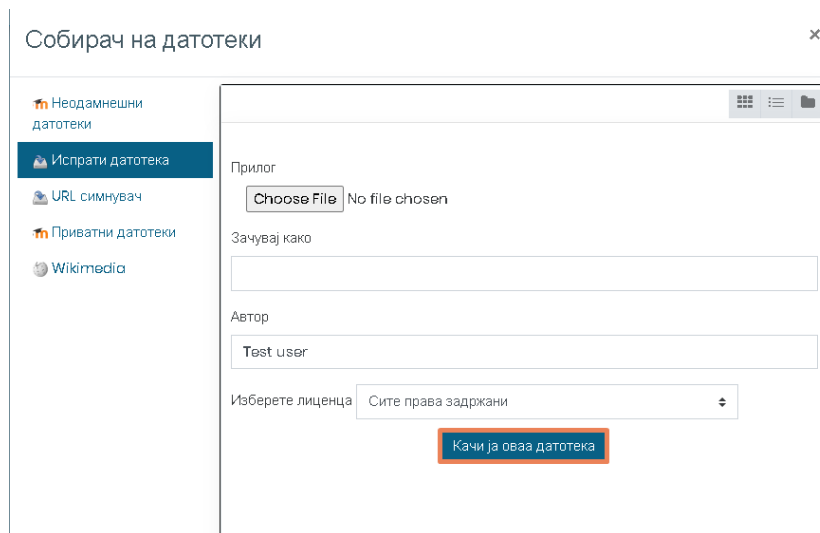 Собирач на датотеки
×
Неодамнешни
датотеки
Испрати датотека
URL симнувач
Приватни датотеки
Wikimedia
Прилог
Choose File No file chosen
Зачувај како
Автор
Test user
Изберете лиценца Сите права задржани
Качи ја оваа датотека